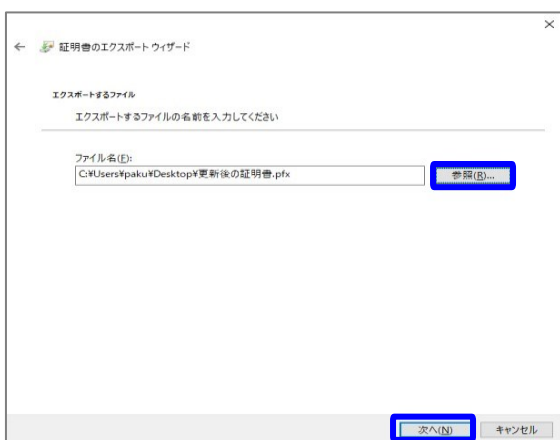 証明書のエクスポート ウィザード
エクスポートするファイル
エクスポートするファイルの名前を入力してください
ファイル名(F):
C:¥Users¥paku¥Desktop¥更新後の証明書.pfx
参照(R)...
次へ(N)
キャンセル